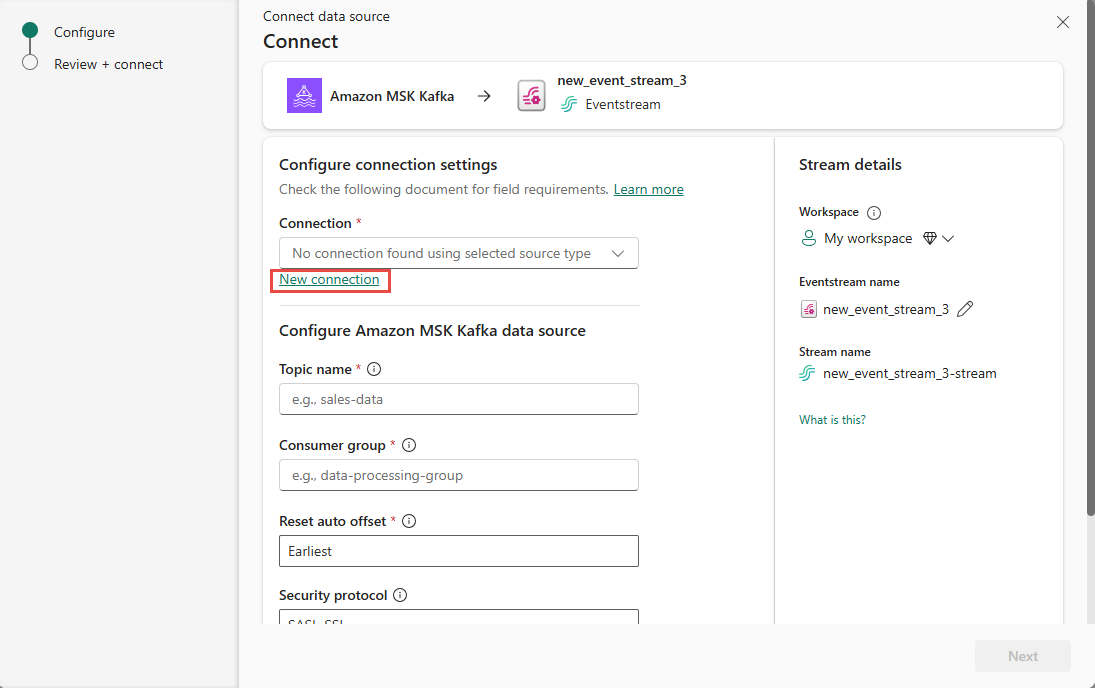 Configure
Review + connect
Connect data source
Connect
Amazon MSK Kafka
new_event_stream_3
Eventstream
Configure connection settings
Check the following document for field requirements. Learn more
Connection *
No connection found using selected source type
New connection
Configure Amazon MSK Kafka data source
Topic name *
e.g., sales-data
Consumer group *
e.g., data-processing-group
Reset auto offset *
Earliest
Security protocol
SASL_SSL
Stream details
Workspace
My workspace
Eventstream name
new_event_stream_3
Stream name
new_event_stream_3-stream
What is this?
Next